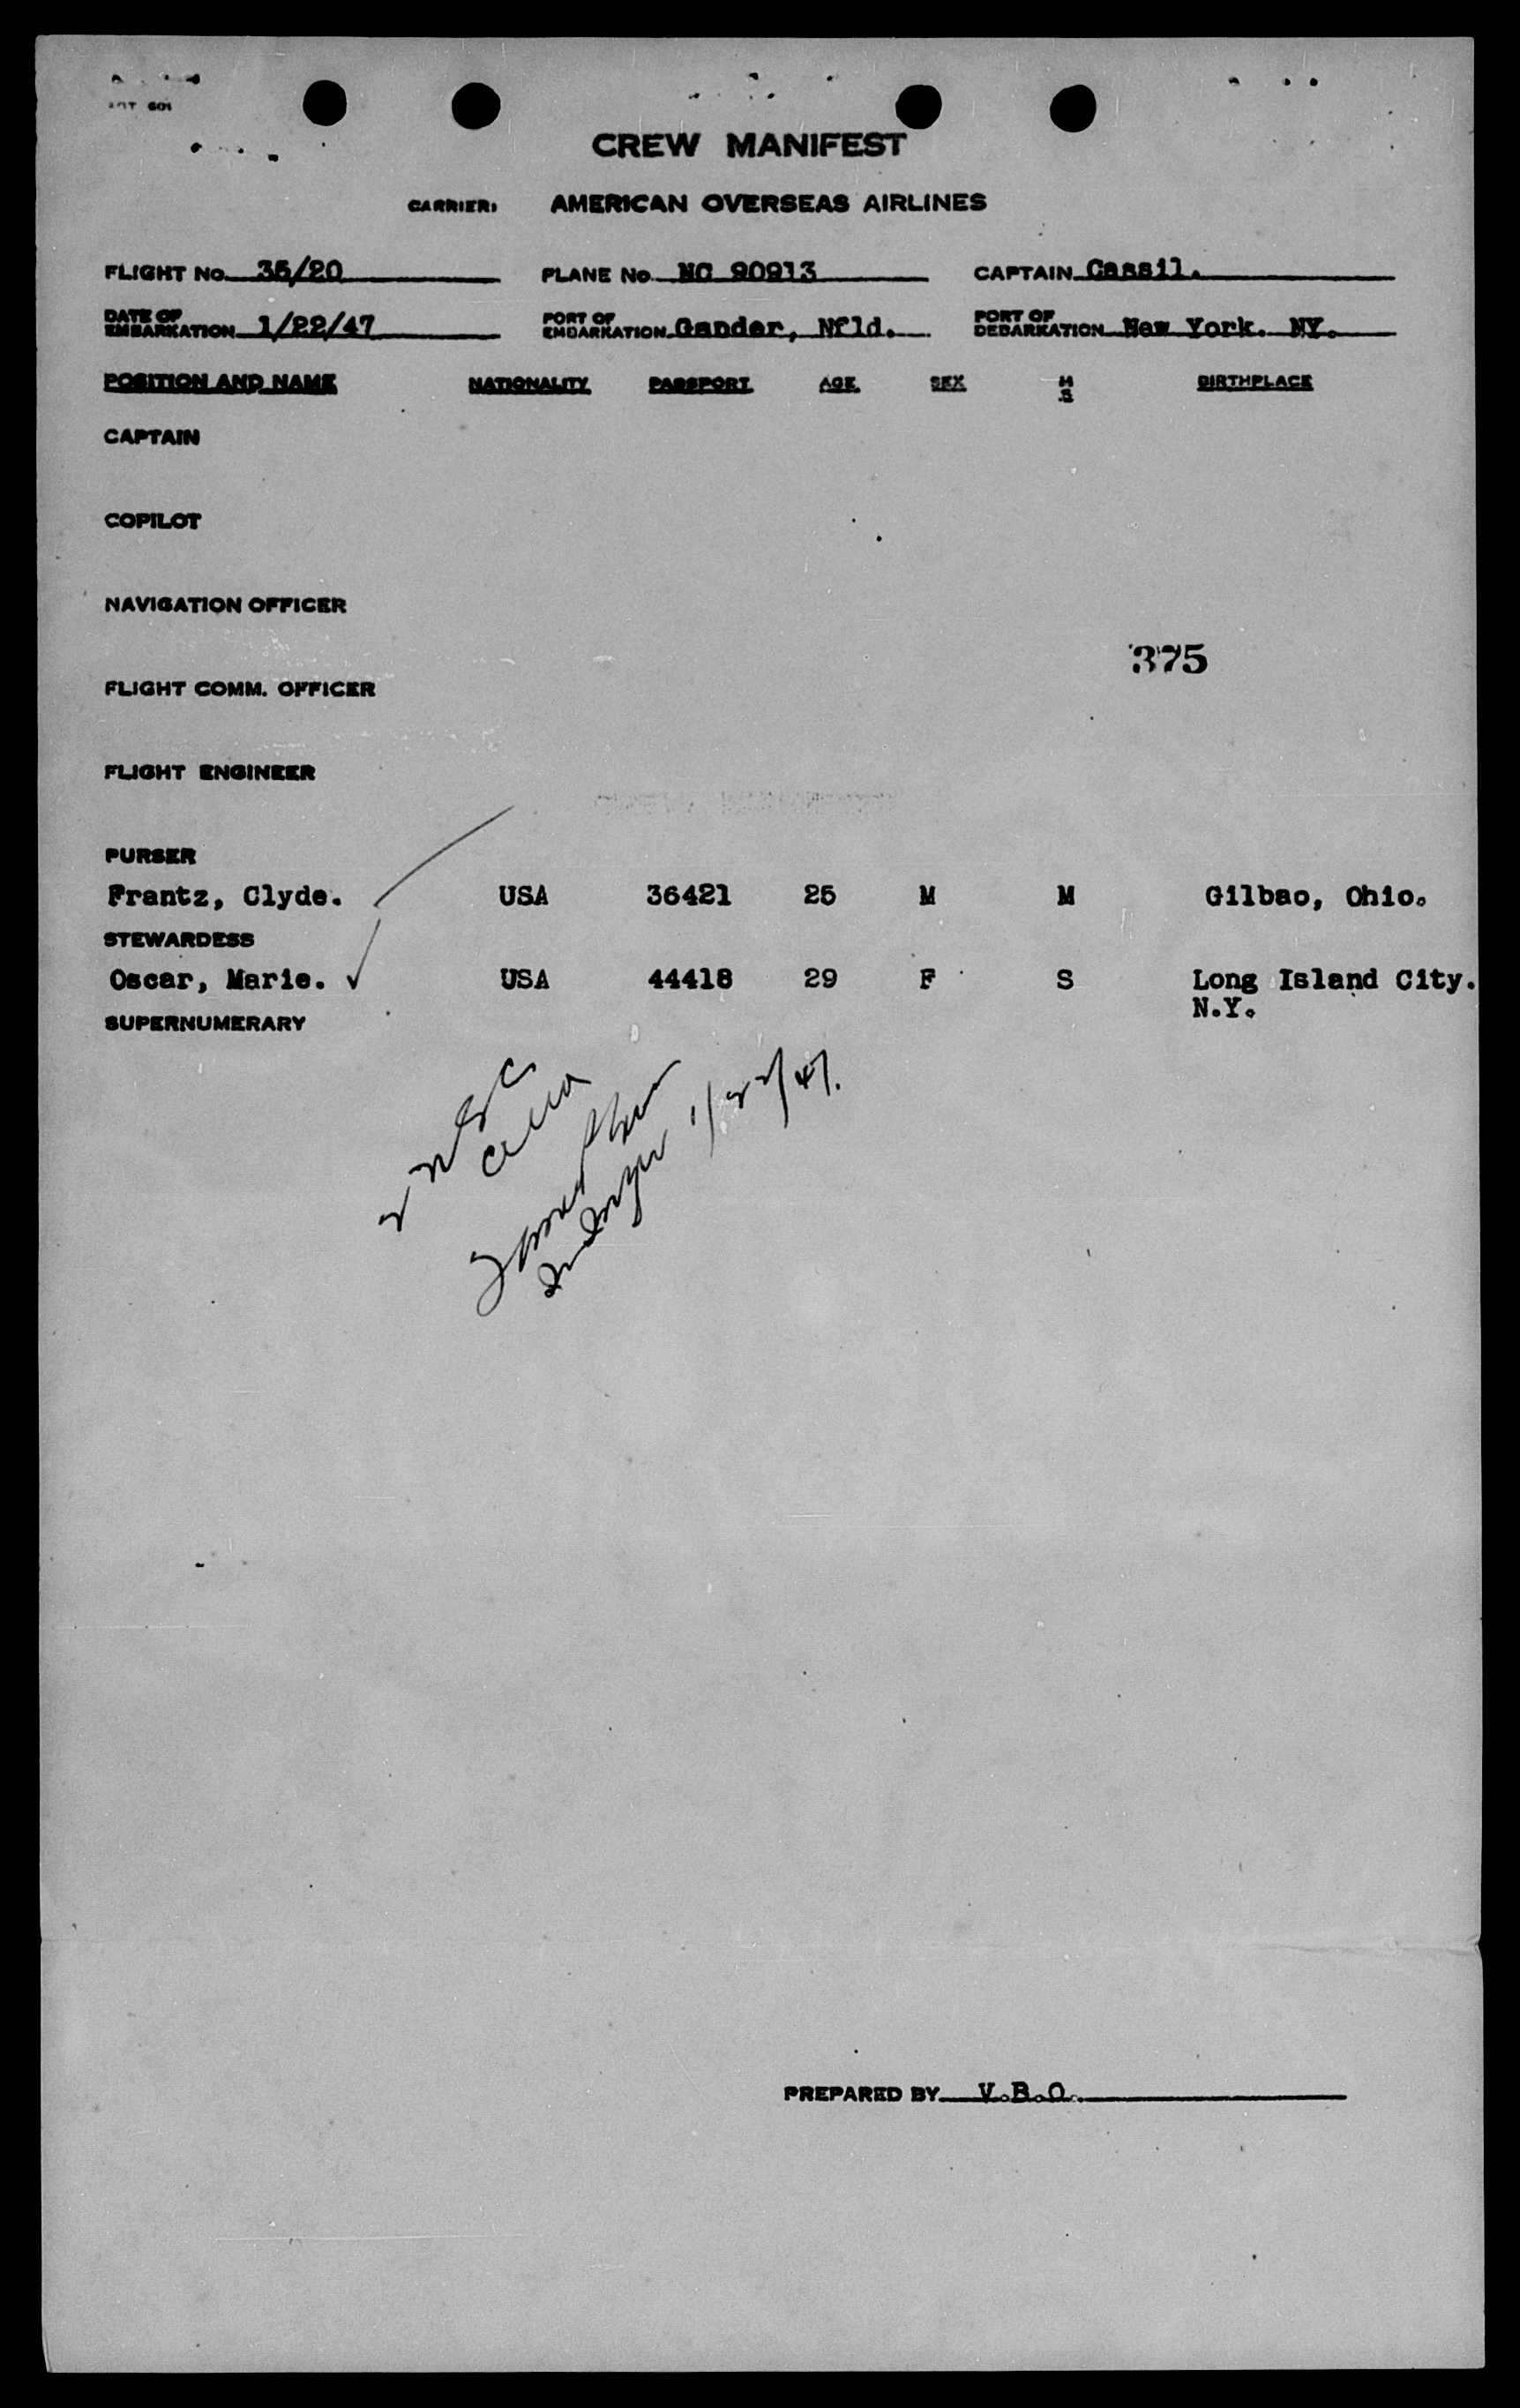 CREW MANIFEST
CARRIER: AMERICAN OVERSEAS AIRLINES
FLIGHT No. 35/20 PLANE No. NC 90913 CAPTAIN Cassil.
DATE OF EMBARKATION 1/22/47 PORT OF EMBARKATION Gander, Nfld. PORT OF DEBARKATION New York. NY.
POSITION AND NAME NATIONALITY PASSPORT AGE SEX M S BIRTHPLACE
CAPTAIN
COPILOT
NAVIGATION OFFICER
375
FLIGHT COMM. OFFICER
FLIGHT ENGINEER
PURSER
Frantz, Clyde. USA 36421 25 M M Gilbao, Ohio.
STEWARDESS
Oscar, Marie. ✓ USA 44418 29 F S Long Island City.
N.Y.
SUPERNUMERARY
1/22/47.
PREPARED BY V.B.O.